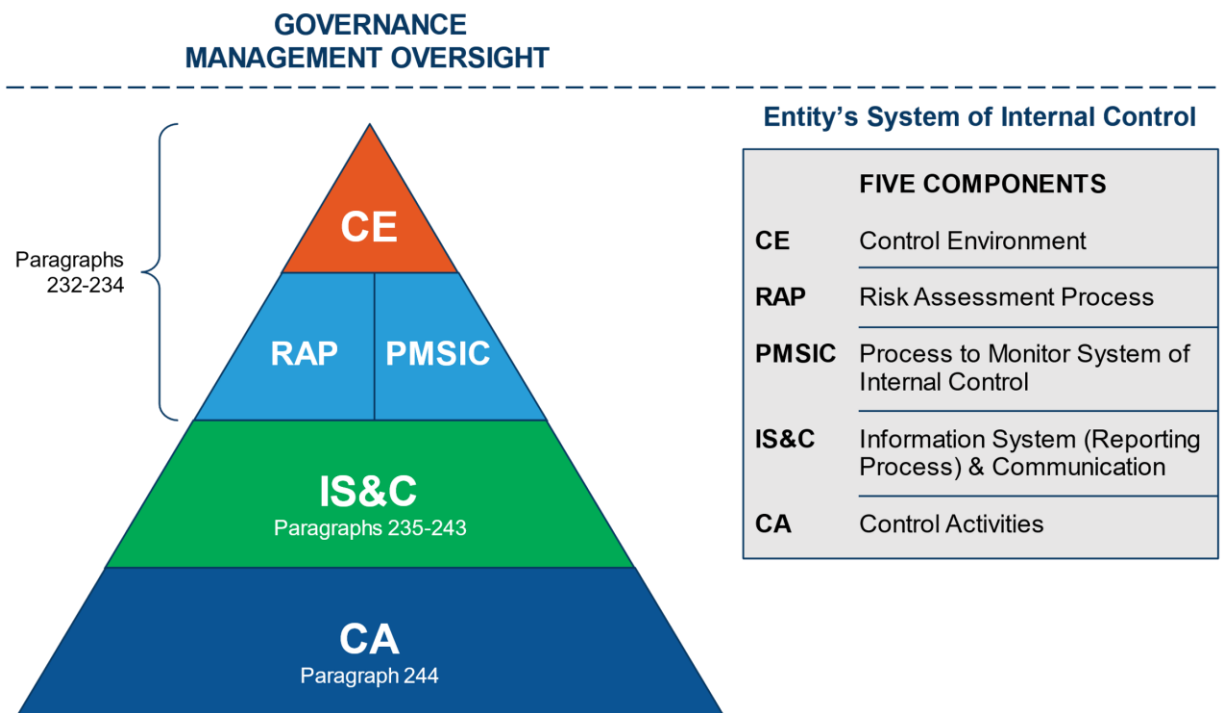 GOVERNANCE
MANAGEMENT OVERSIGHT
Paragraphs
232-234
CE
RAP
PMSIC
IS&C
Paragraphs 235-243
CA
Paragraph 244
Entity's System of Internal Control
FIVE COMPONENTS
CE Control Environment
RAP Risk Assessment Process
PMSIC Process to Monitor System of
Internal Control
IS&C Information System (Reporting
Process) & Communication
CA Control Activities